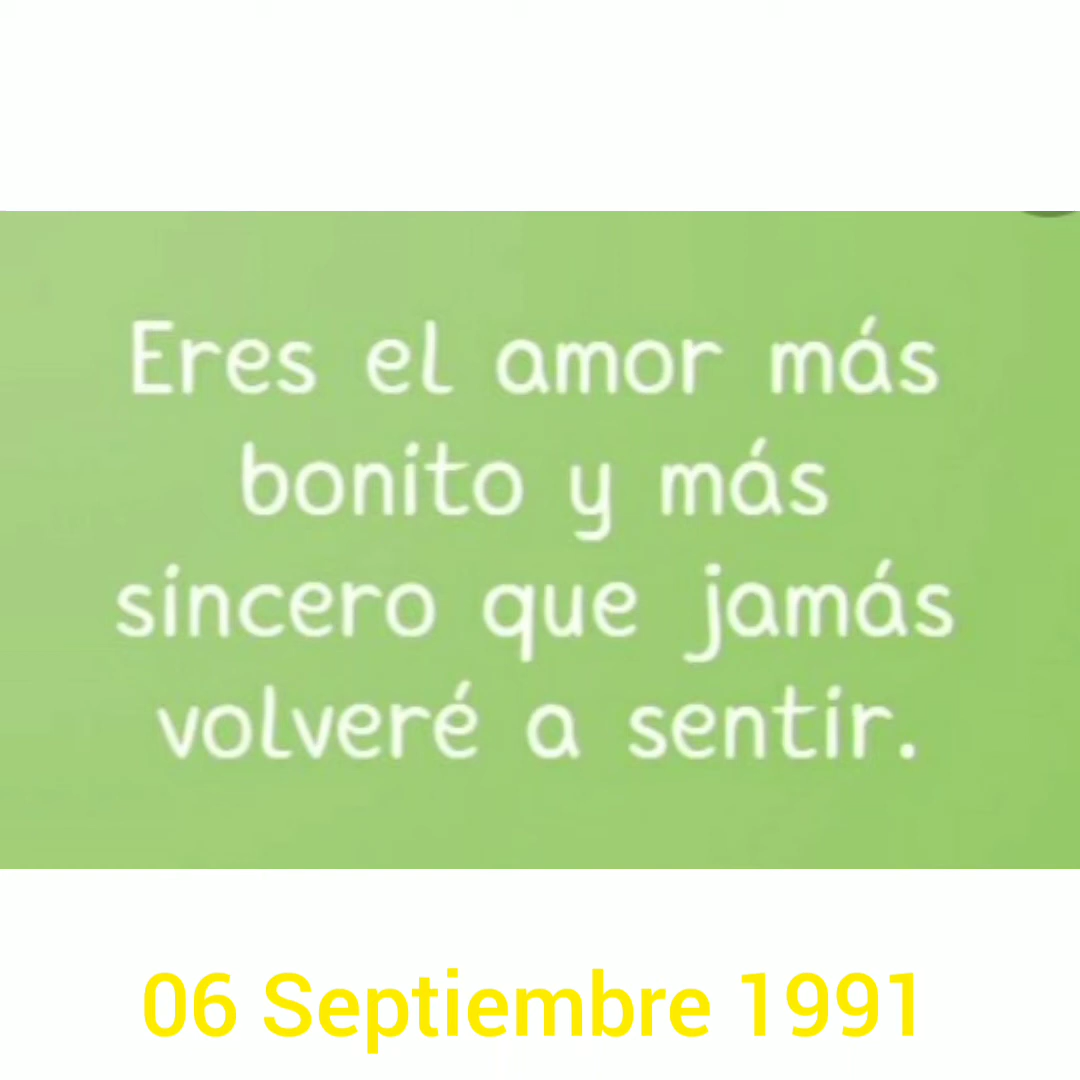 Eres el amor más
bonito y más
sincero que jamás
volveré a sentir.
06 Septiembre 1991